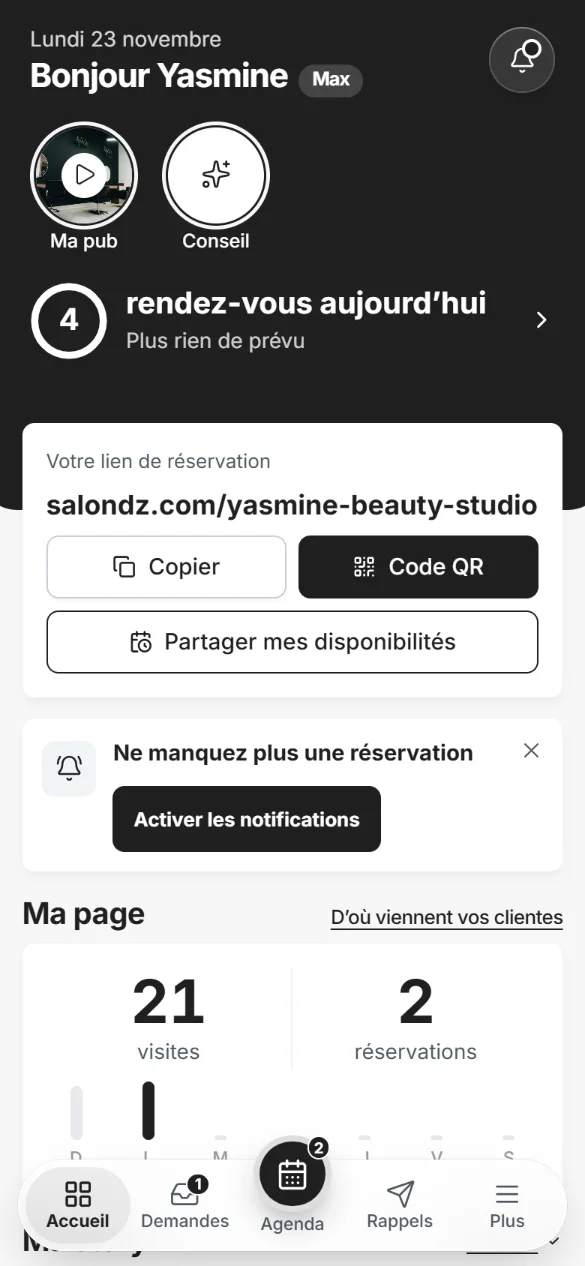 Lundi 23 novembre
Bonjour Yasmine Max
Ma pub
Conseil
4
rendez-vous aujourd’hui
Plus rien de prévu
Votre lien de réservation
salondz.com/yasmine-beauty-studio
Copier
Code QR
Partager mes disponibilités
Ne manquez plus une réservation
Activer les notifications
Ma page
D’où viennent vos clientes
21
visites
2
réservations
D L M J V S
2
1
Accueil
Demandes
Agenda
Rappels
Plus